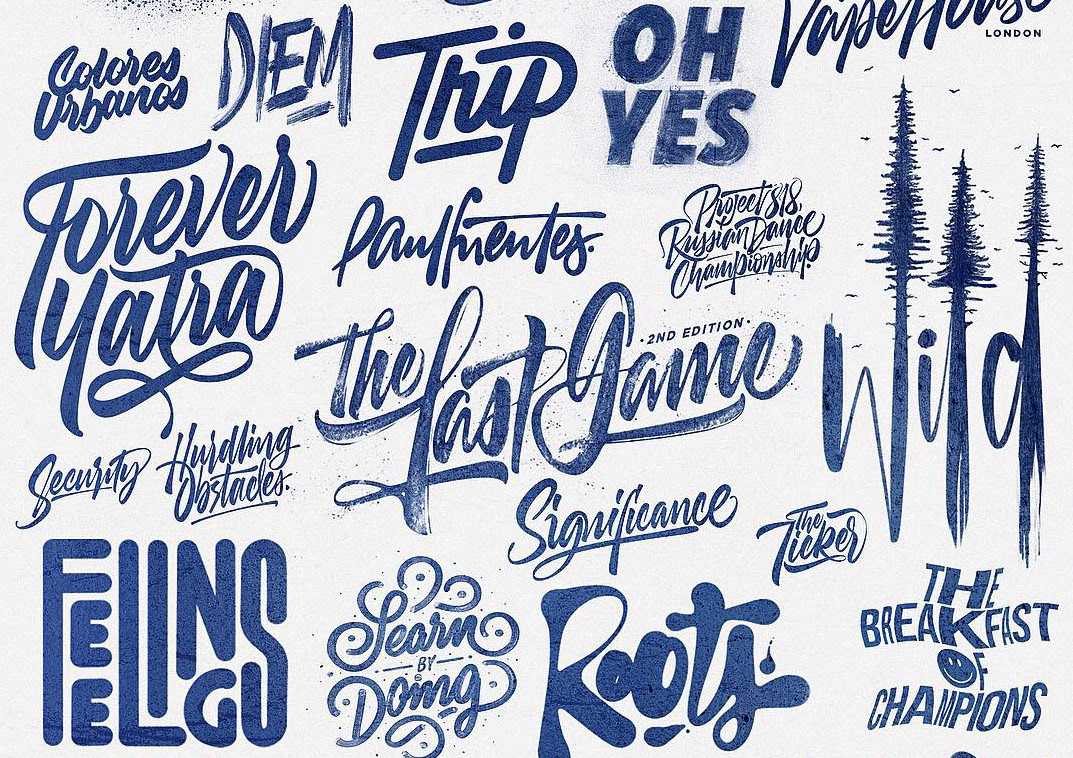 Colores
Urbanos
DIEM
Trip
OH
YES
VapeHouse
LONDON
Forever
Yatra
Paulfuentes.
Project 818,
Russian Dance
Championship.
The Last Game
·2ND EDITION·
Wild
Security
Hurdling
Obstacles.
Significance
The
Ticker
FEELINGS
Learn
BY
Doing
Roots
THE
BREAKFAST
OF
CHAMPIONS